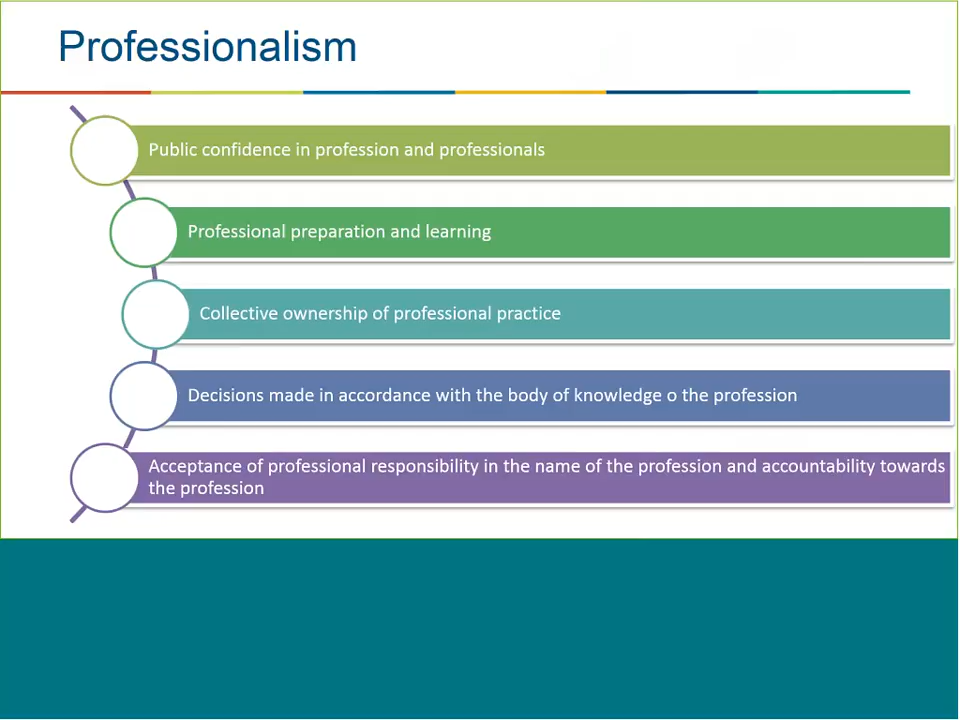 Professionalism
Public confidence in profession and professionals
Professional preparation and learning
Collective ownership of professional practice
Decisions made in accordance with the body of knowledge o the profession
Acceptance of professional responsibility in the name of the profession and accountability towards
the profession